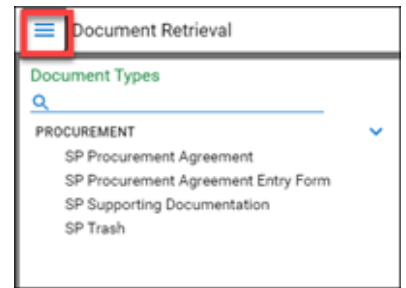 Document Retrieval
Document Types
PROCUREMENT
SP Procurement Agreement
SP Procurement Agreement Entry Form
SP Supporting Documentation
SP Trash